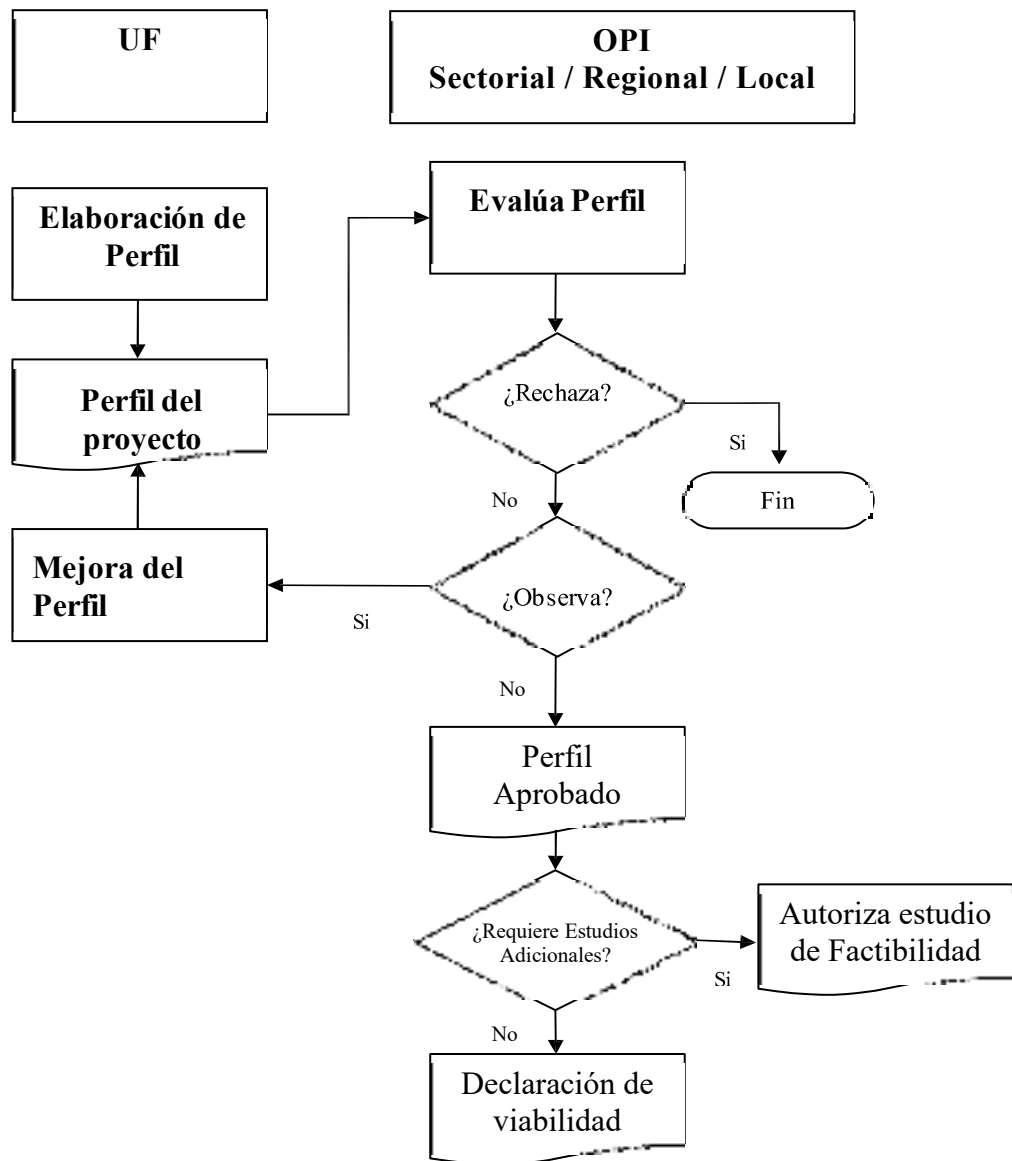 UF
OPI
Sectorial / Regional / Local
Elaboración de
Perfil
Evalúa Perfil
Perfil del
proyecto
¿Rechaza?
Si
No
Fin
Mejora del
Perfil
¿Observa?
Si
No
Perfil
Aprobado
¿Requiere Estudios
Adicionales?
Si
Autoriza estudio
de Factibilidad
No
Declaración de
viabilidad